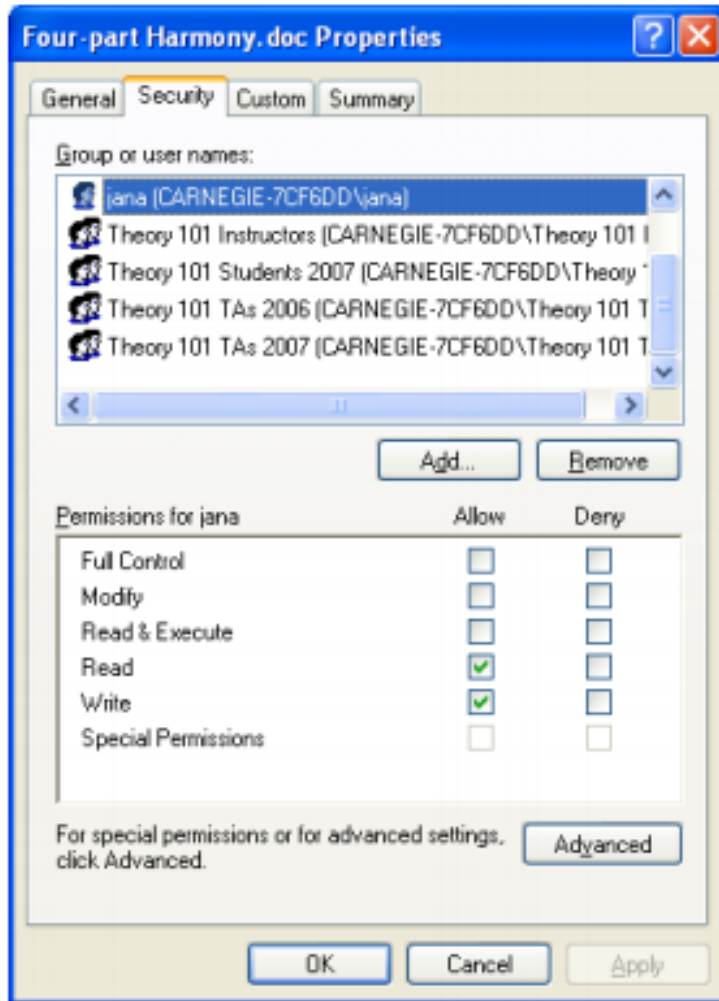 Four-part Harmony.doc Properties
General Security Custom Summary
Group or user names:
jana (CARNEGIE-7CF6DD\jana)
Theory 101 Instructors (CARNEGIE-7CF6DD\Theory 101 I
Theory 101 Students 2007 (CARNEGIE-7CF6DD\Theory
Theory 101 TAs 2006 (CARNEGIE-7CF6DD\Theory 101 T
Theory 101 TAs 2007 (CARNEGIE-7CF6DD\Theory 101 T
Add... Remove
Permissions for jana Allow Deny
Full Control
Modify
Read & Execute
Read
Write
Special Permissions
For special permissions or for advanced settings,
click Advanced.
Advanced
OK Cancel Apply